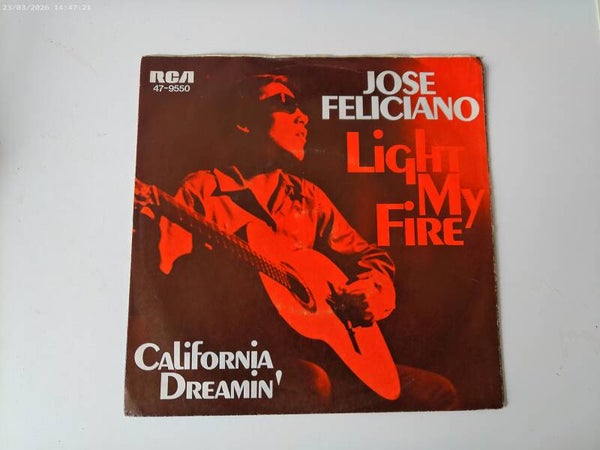 23/03/2026 14:47:21
RCA
47-9550
JOSE
FELICIANO
Light
My
Fire
California
Dreamin'